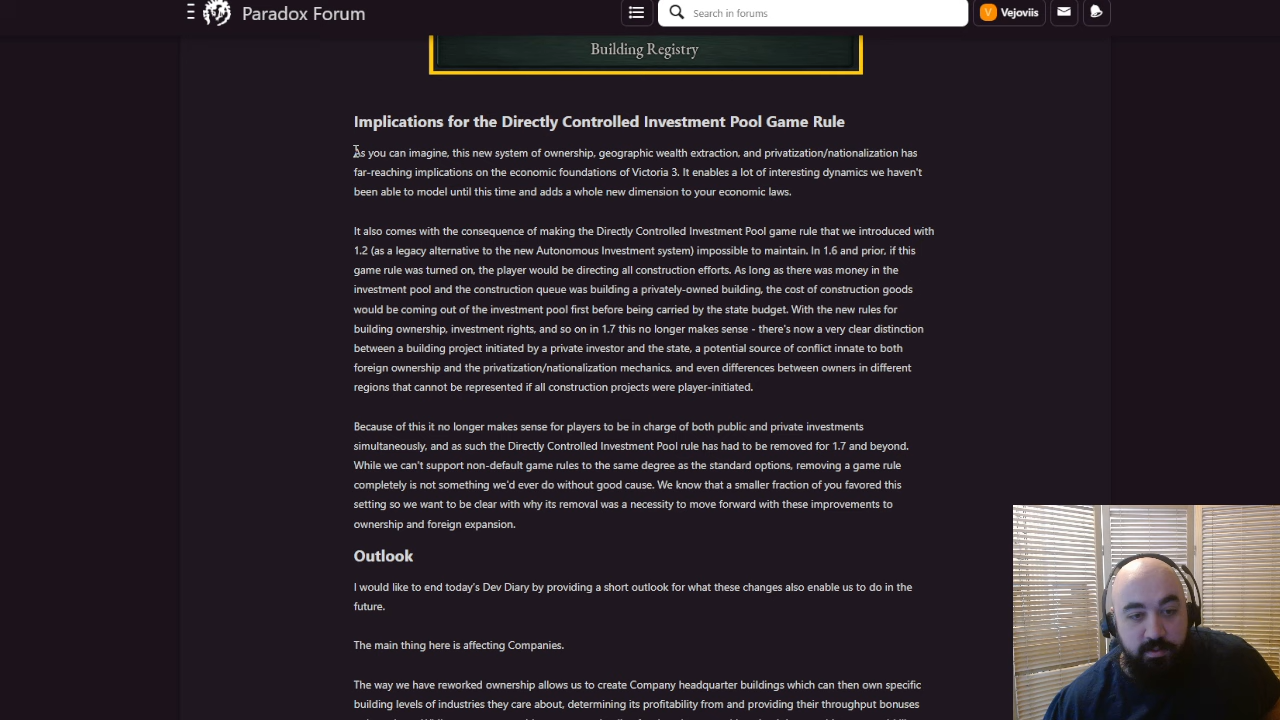 Paradox Forum
Search in forums
V
Vejoviis
Building Registry
Implications for the Directly Controlled Investment Pool Game Rule
As you can imagine, this new system of ownership, geographic wealth extraction, and privatization/nationalization has
far-reaching implications on the economic foundations of Victoria 3. It enables a lot of interesting dynamics we haven't
been able to model until this time and adds a whole new dimension to your economic laws.
It also comes with the consequence of making the Directly Controlled Investment Pool game rule that we introduced with
1.2 (as a legacy alternative to the new Autonomous Investment system) impossible to maintain. In 1.6 and prior, if this
game rule was turned on, the player would be directing all construction efforts. As long as there was money in the
investment pool and the construction queue was building a privately-owned building, the cost of construction goods
would be coming out of the investment pool first before being carried by the state budget. With the new rules for
building ownership, investment rights, and so on in 1.7 this no longer makes sense - there's now a very clear distinction
between a building project initiated by a private investor and the state, a potential source of conflict innate to both
foreign ownership and the privatization/nationalization mechanics, and even differences between owners in different
regions that cannot be represented if all construction projects were player-initiated.
Because of this it no longer makes sense for players to be in charge of both public and private investments
simultaneously, and as such the Directly Controlled Investment Pool rule has had to be removed for 1.7 and beyond.
While we can't support non-default game rules to the same degree as the standard options, removing a game rule
completely is not something we'd ever do without good cause. We know that a smaller fraction of you favored this
setting so we want to be clear with why its removal was a necessity to move forward with these improvements to
ownership and foreign expansion.
Outlook
I would like to end today's Dev Diary by providing a short outlook for what these changes also enable us to do in the
future.
The main thing here is affecting Companies.
The way we have reworked ownership allows us to create Company headquarter buildings which can then own specific
building levels of industries they care about, determining its profitability from and providing their throughput bonuses